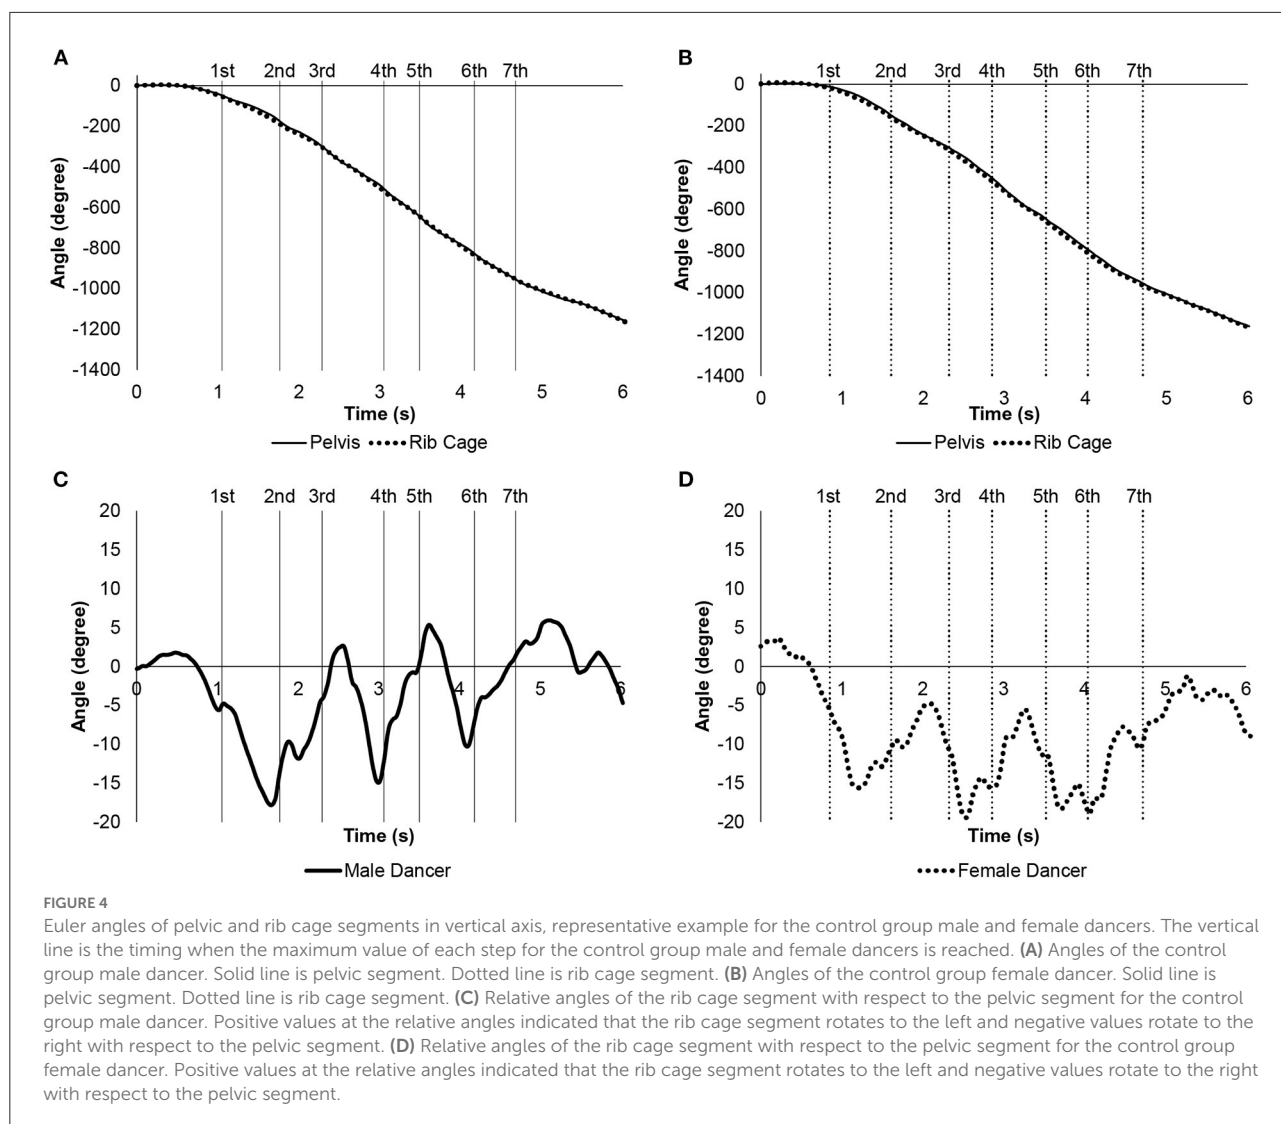 A
1st 2nd 3rd 4th 5th 6th 7th
0
-200
-400
-600
-800
-1000
-1200
-1400
Angle (degree)
0 1 2 3 4 5 6
Time (s)
Pelvis Rib Cage
B
1st 2nd 3rd 4th 5th 6th 7th
0
-200
-400
-600
-800
-1000
-1200
-1400
Angle (degree)
0 1 2 3 4 5 6
Time (s)
Pelvis Rib Cage
C
1st 2nd 3rd 4th 5th 6th 7th
20
15
10
5
0
-5
-10
-15
-20
Angle (degree)
0 1 2 3 4 5 6
Time (s)
Male Dancer
D
1st 2nd 3rd 4th 5th 6th 7th
20
15
10
5
0
-5
-10
-15
-20
Angle (degree)
0 1 2 3 4 5 6
Time (s)
Female Dancer
FIGURE 4
Euler angles of pelvic and rib cage segments in vertical axis, representative example for the control group male and female dancers. The vertical
line is the timing when the maximum value of each step for the control group male and female dancers is reached. (A) Angles of the control
group male dancer. Solid line is pelvic segment. Dotted line is rib cage segment. (B) Angles of the control group female dancer. Solid line is
pelvic segment. Dotted line is rib cage segment. (C) Relative angles of the rib cage segment with respect to the pelvic segment for the control
group male dancer. Positive values at the relative angles indicated that the rib cage segment rotates to the left and negative values rotate to the
right with respect to the pelvic segment. (D) Relative angles of the rib cage segment with respect to the pelvic segment for the control group
female dancer. Positive values at the relative angles indicated that the rib cage segment rotates to the left and negative values rotate to the right
with respect to the pelvic segment.